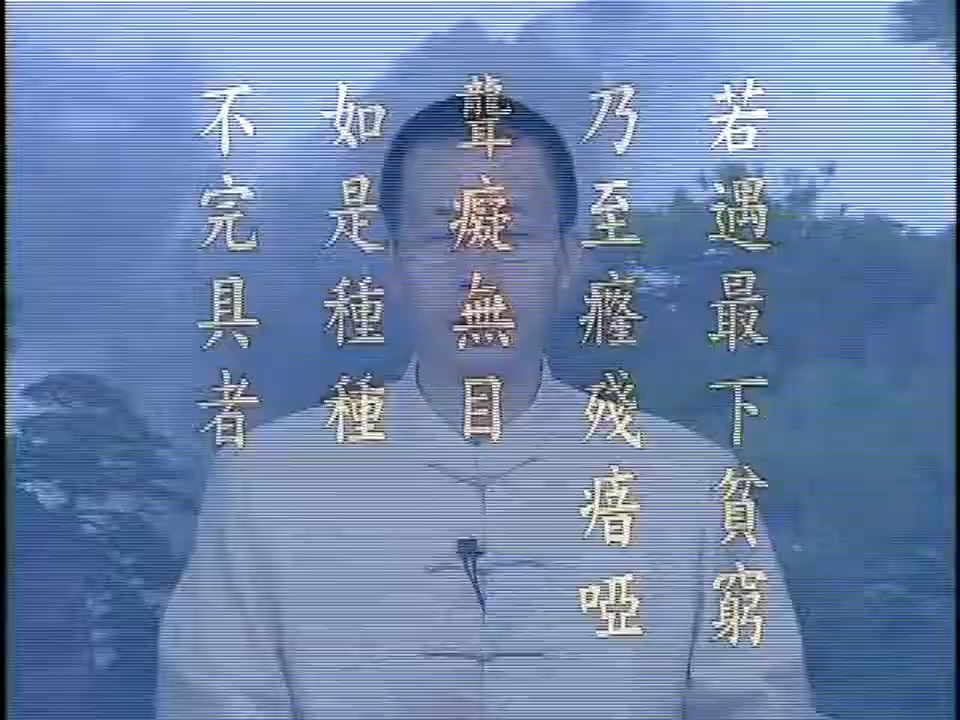 若遇最下貧窮
乃至癃殘瘖啞
聾癡無目
如是種種
不完具者